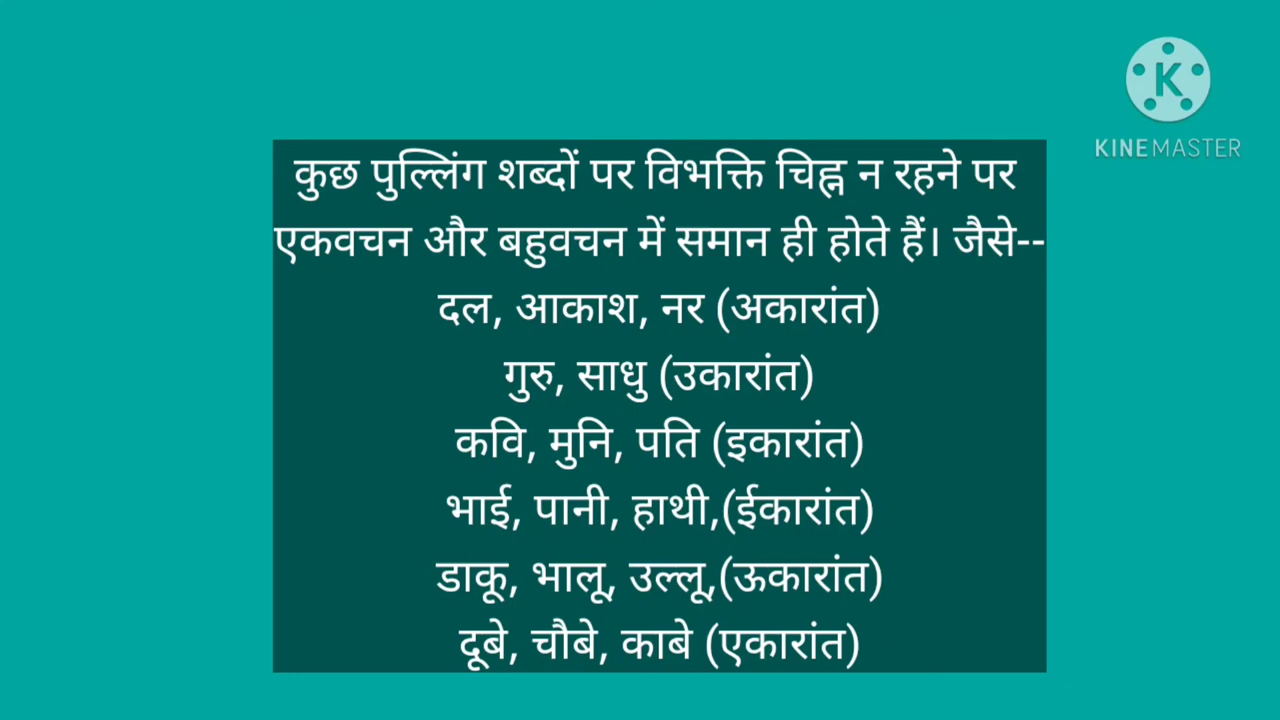 K
KINEMASTER
कुछ पुल्लिंग शब्दों पर विभक्ति चिह्न न रहने पर
एकवचन और बहुवचन में समान ही होते हैं। जैसे--
दल, आकाश, नर (अकारांत)
गुरु, साधु (उकारांत)
कवि, मुनि, पति (इकारांत)
भाई, पानी, हाथी,(ईकारांत)
डाकू, भालू, उल्लू,(ऊकारांत)
दूबे, चौबे, काबे (एकारांत)